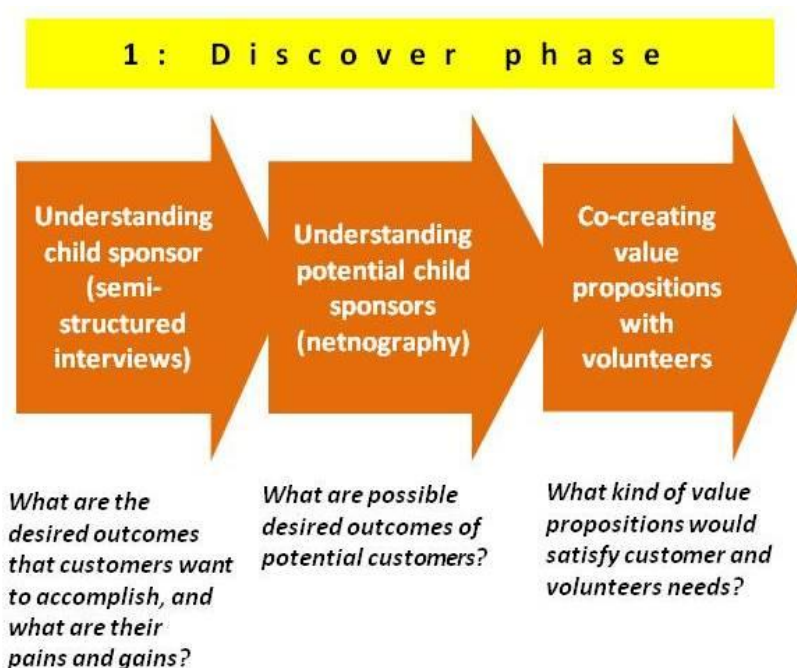 1: Discover phase
Understanding
child sponsor
(semi-
structured
interviews)
Understanding
potential child
sponsors
(netnography)
Co-creating
value
propositions
with
volunteers
What are the
desired outcomes
that customers want
to accomplish, and
what are their
pains and gains?
What are possible
desired outcomes of
potential customers?
What kind of value
propositions would
satisfy customer and
volunteers needs?